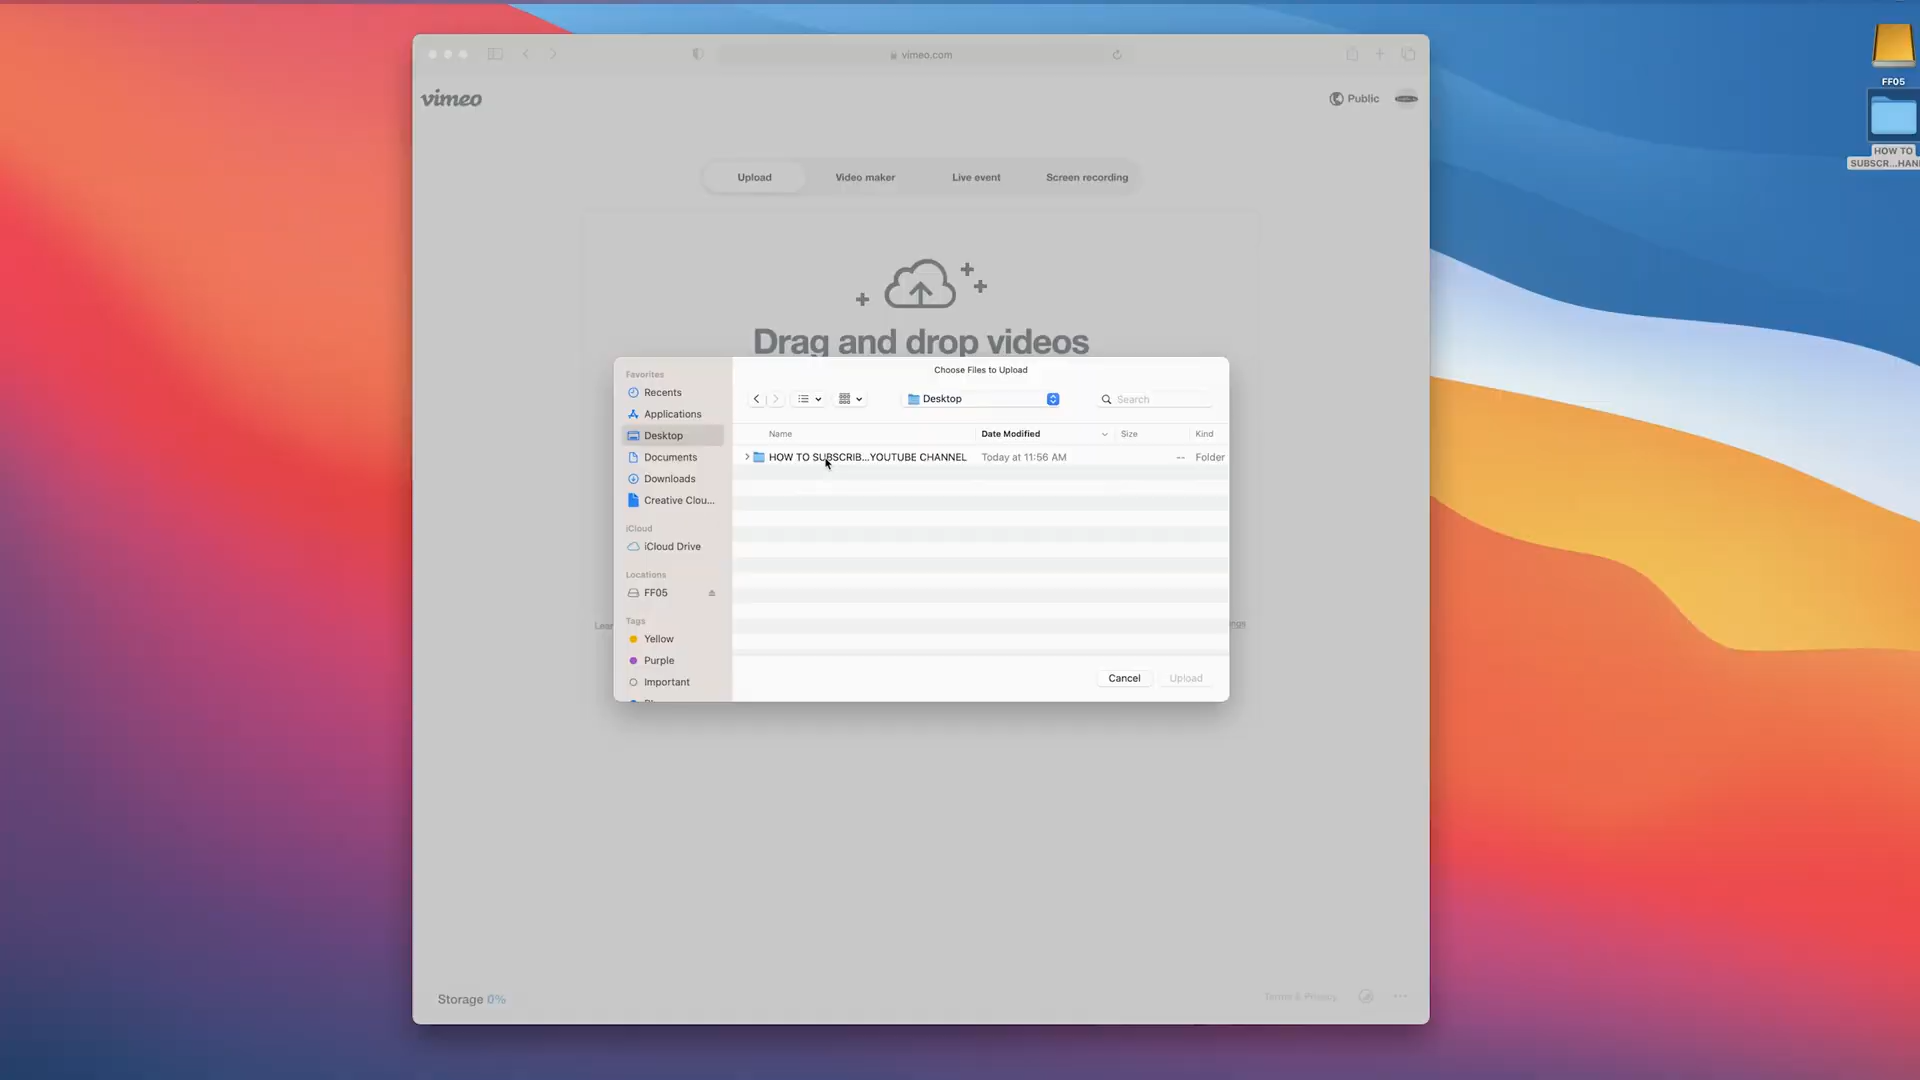 vimeo.com
vimeo
Public
Upload
Video maker
Live event
Screen recording
Drag and drop videos
FF05
HOW TO
SUBSCR...HAN
Choose Files to Upload
Favorites
Recents
Applications
Desktop
Documents
Downloads
Creative Clou...
iCloud
iCloud Drive
Locations
FF05
Tags
Yellow
Purple
Important
Desktop
Search
Name
Date Modified
Size
Kind
HOW TO SUBSCRIB...YOUTUBE CHANNEL
Today at 11:56 AM
--
Folder
Cancel
Upload
Storage 0%
Terms & Privacy